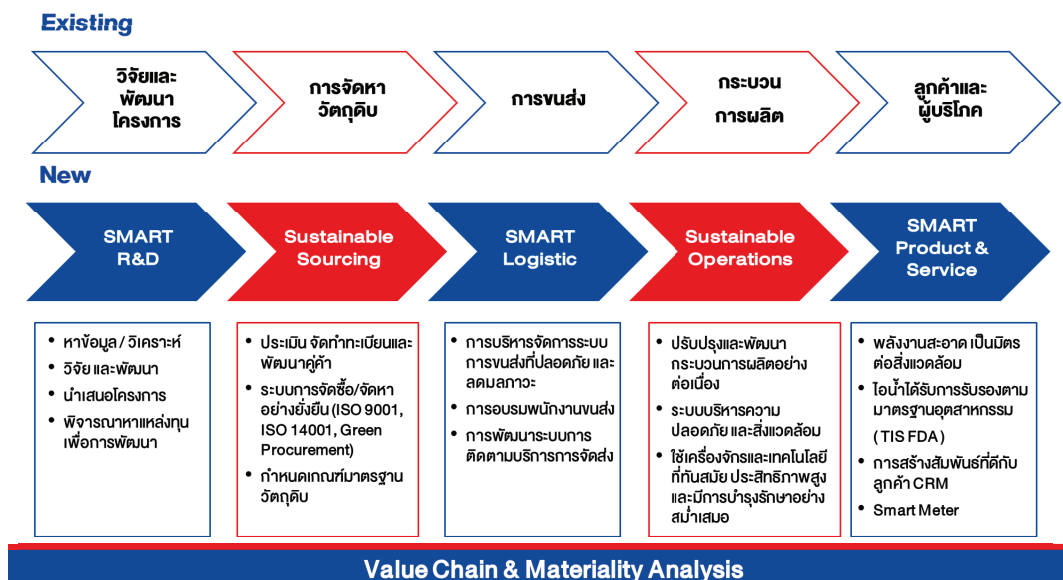 Existing
วิจัยและ
พัฒนา
โครงการ
การจัดหา
วัตถุดิบ
การขนส่ง
กระบวน
การผลิต
ลูกค้าและ
ผู้บริโภค
New
SMART
R&D
Sustainable
Sourcing
SMART
Logistic
Sustainable
Operations
SMART
Product &
Service
• หาข้อมูล / วิเคราะห์
• วิจัย และพัฒนา
• นำเสนอโครงการ
• พิจารณาหาแหล่งทุน
เพื่อการพัฒนา
• ประเมิน จัดทำทะเบียนและ
พัฒนาคู่ค้า
• ระบบการจัดซื้อ/จัดหา
อย่างยั่งยืน (ISO 9001,
ISO 14001, Green
Procurement)
• กำหนดเกณฑ์มาตรฐาน
วัตถุดิบ
• การบริหารจัดการระบบ
การขนส่งที่ปลอดภัย และ
ลดมลภาวะ
• การอบรมพนักงานขนส่ง
• การพัฒนาระบบการ
ติดตามบริการการจัดส่ง
• ปรับปรุงและพัฒนา
กระบวนการผลิตอย่าง
ต่อเนื่อง
• ระบบบริหารความ
ปลอดภัย และสิ่งแวดล้อม
• ใช้เครื่องจักรและเทคโนโลยี
ที่ทันสมัย ประสิทธิภาพสูง
และมีการบำรุงรักษาอย่าง
สม่ำเสมอ
• พลังงานสะอาด เป็นมิตร
ต่อสิ่งแวดล้อม
• ไอน้ำได้รับการรับรองตาม
มาตรฐานอุตสาหกรรม
(TIS FDA)
• การสร้างสัมพันธ์ที่ดีกับ
ลูกค้า CRM
• Smart Meter
Value Chain & Materiality Analysis